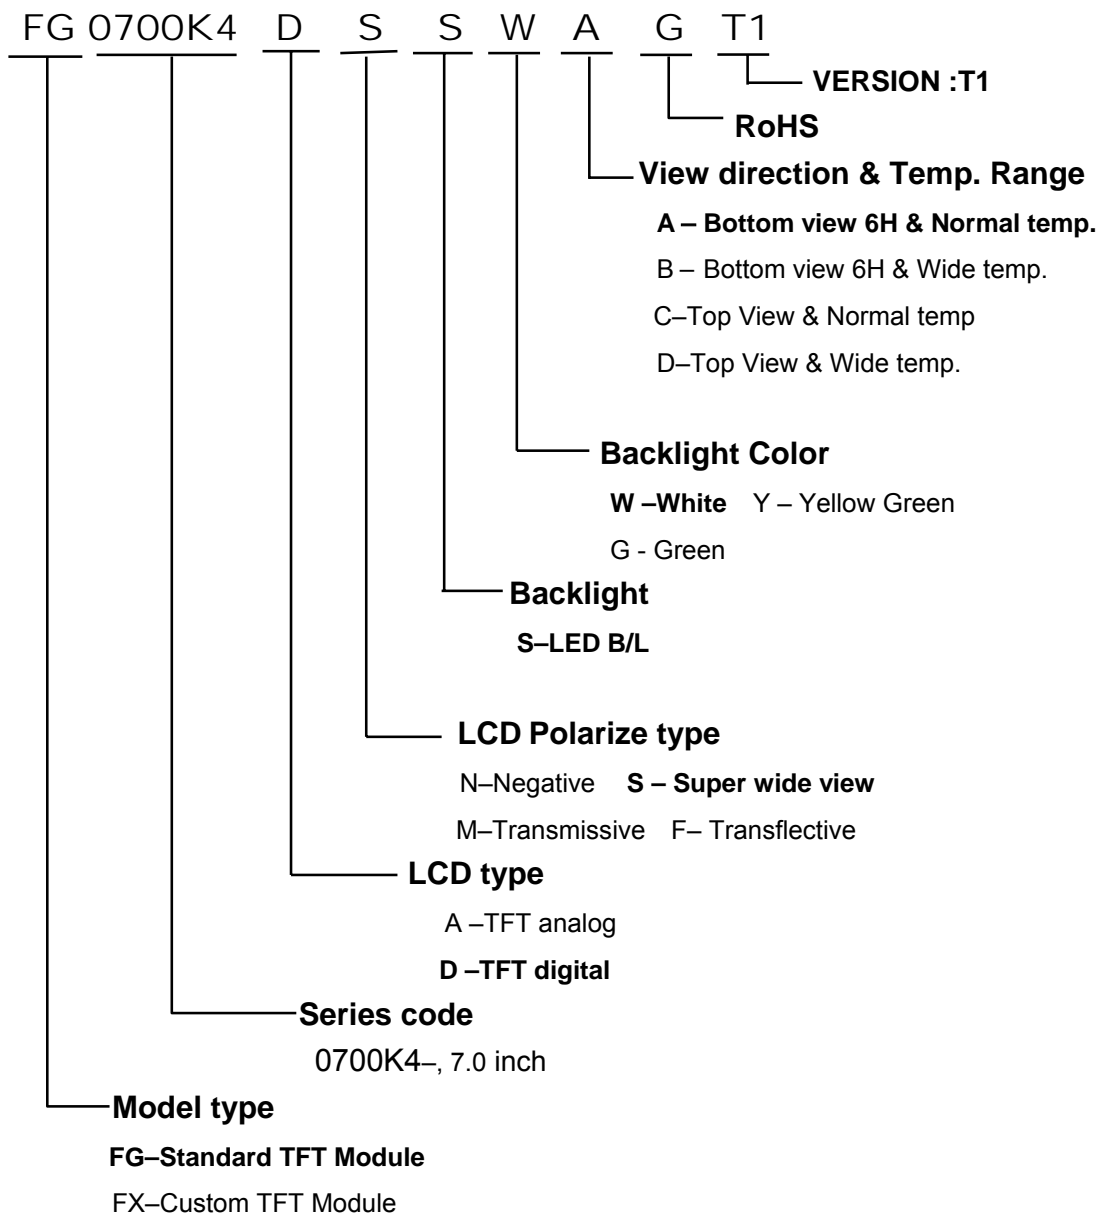 FG 0700K4 D S S W A G T1
VERSION :T1
RoHS
View direction & Temp. Range
A – Bottom view 6H & Normal temp.
B – Bottom view 6H & Wide temp.
C–Top View & Normal temp
D–Top View & Wide temp.
Backlight Color
W –White Y – Yellow Green
G - Green
Backlight
S–LED B/L
LCD Polarize type
N–Negative S – Super wide view
M–Transmissive F– Transflective
LCD type
A –TFT analog
D –TFT digital
Series code
0700K4–, 7.0 inch
Model type
FG–Standard TFT Module
FX–Custom TFT Module